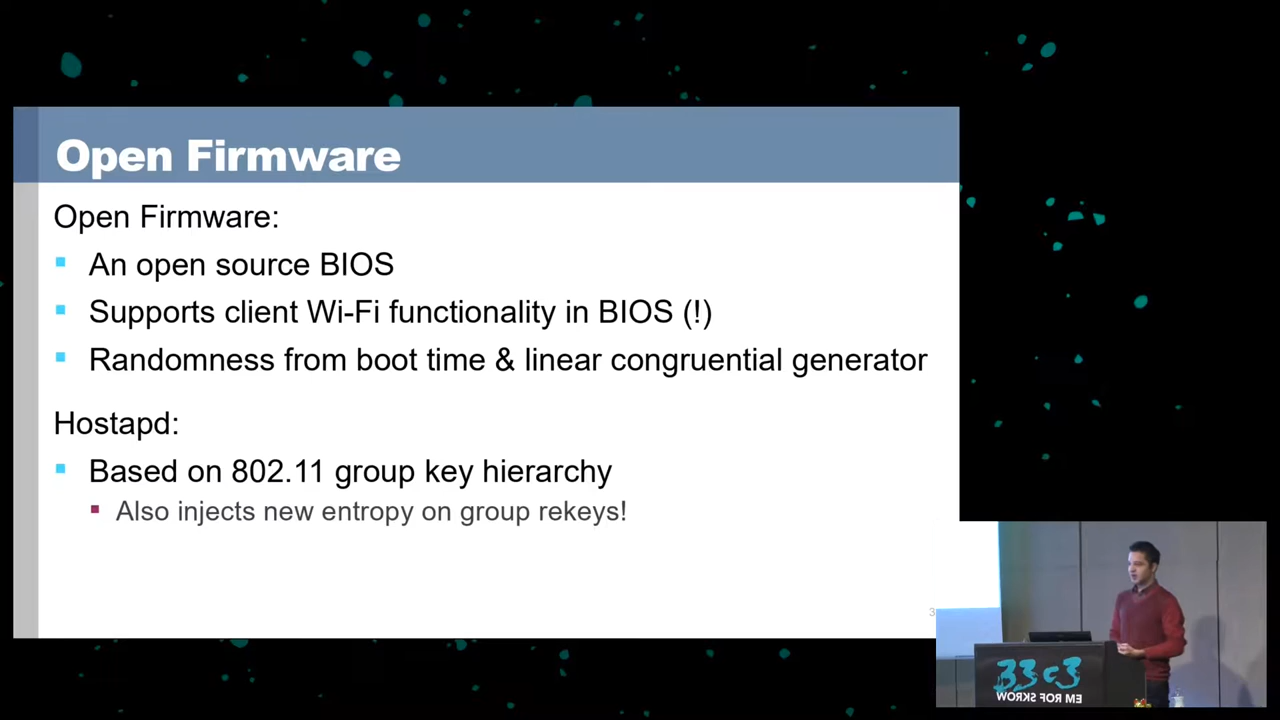 Open Firmware
Open Firmware:
An open source BIOS
Supports client Wi-Fi functionality in BIOS (!)
Randomness from boot time & linear congruential generator
Hostapd:
Based on 802.11 group key hierarchy
Also injects new entropy on group rekeys!
3
33c3
WORKS FOR ME